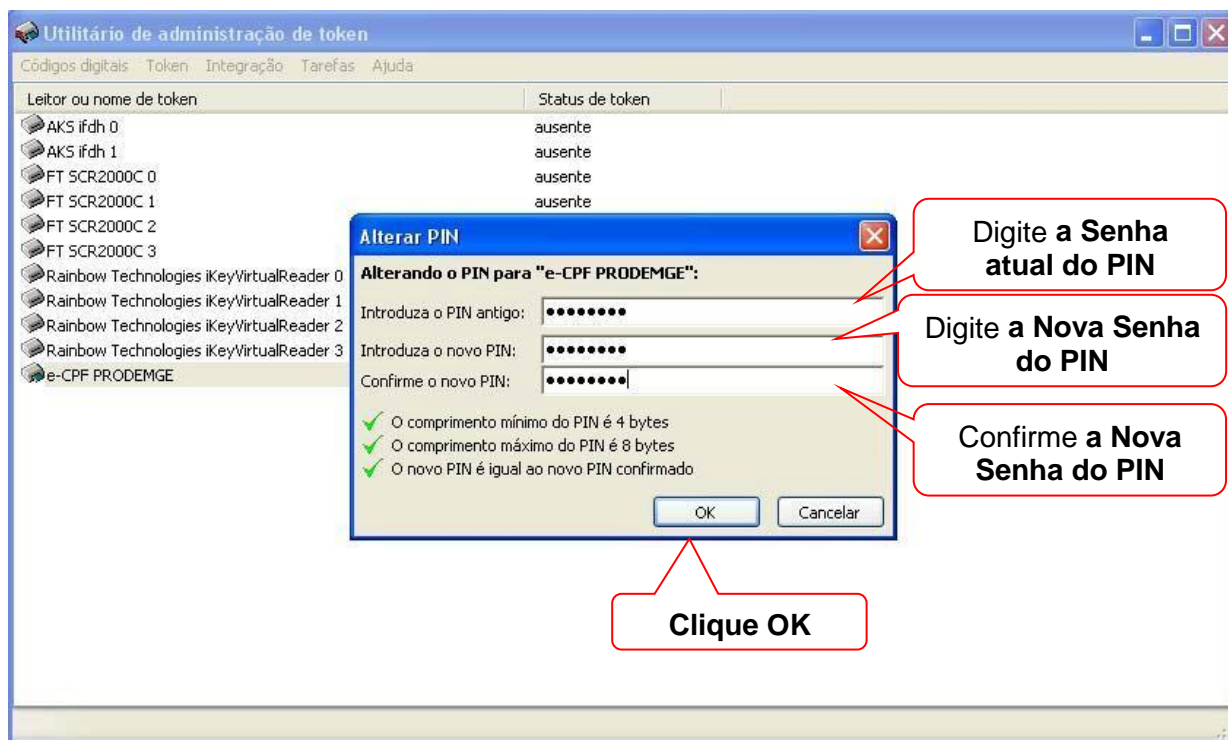 Utilitário de administração de token
Códigos digitais Token Integração Tarefas Ajuda
Leitor ou nome de token Status de token
AKS ifdh 0 ausente
AKS ifdh 1 ausente
FT SCR2000C 0 ausente
FT SCR2000C 1 ausente
FT SCR2000C 2
FT SCR2000C 3
Rainbow Technologies iKeyVirtualReader 0
Rainbow Technologies iKeyVirtualReader 1
Rainbow Technologies iKeyVirtualReader 2
Rainbow Technologies iKeyVirtualReader 3
e-CPF PRODEMGE
Alterar PIN
Alterando o PIN para "e-CPF PRODEMGE":
Introduza o PIN antigo: ••••••••
Introduza o novo PIN: ••••••••
Confirme o novo PIN: ••••••••
O comprimento mínimo do PIN é 4 bytes
O comprimento máximo do PIN é 8 bytes
O novo PIN é igual ao novo PIN confirmado
OK Cancelar
Digite a Senha
atual do PIN
Digite a Nova Senha
do PIN
Confirme a Nova
Senha do PIN
Clique OK